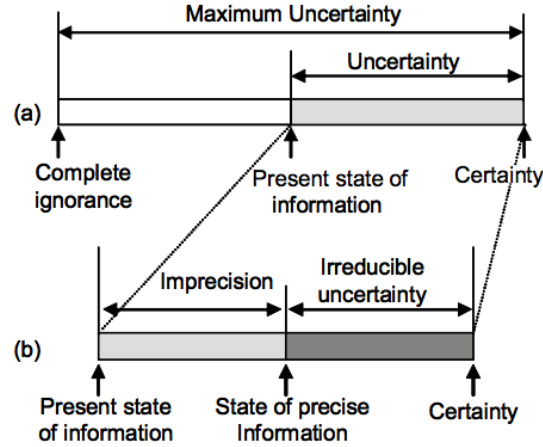 Maximum Uncertainty
Uncertainty
(a)
Complete
ignorance
Present state of
information
Certainty
Imprecision
Irreducible
uncertainty
(b)
Present state
of information
State of precise
Information
Certainty